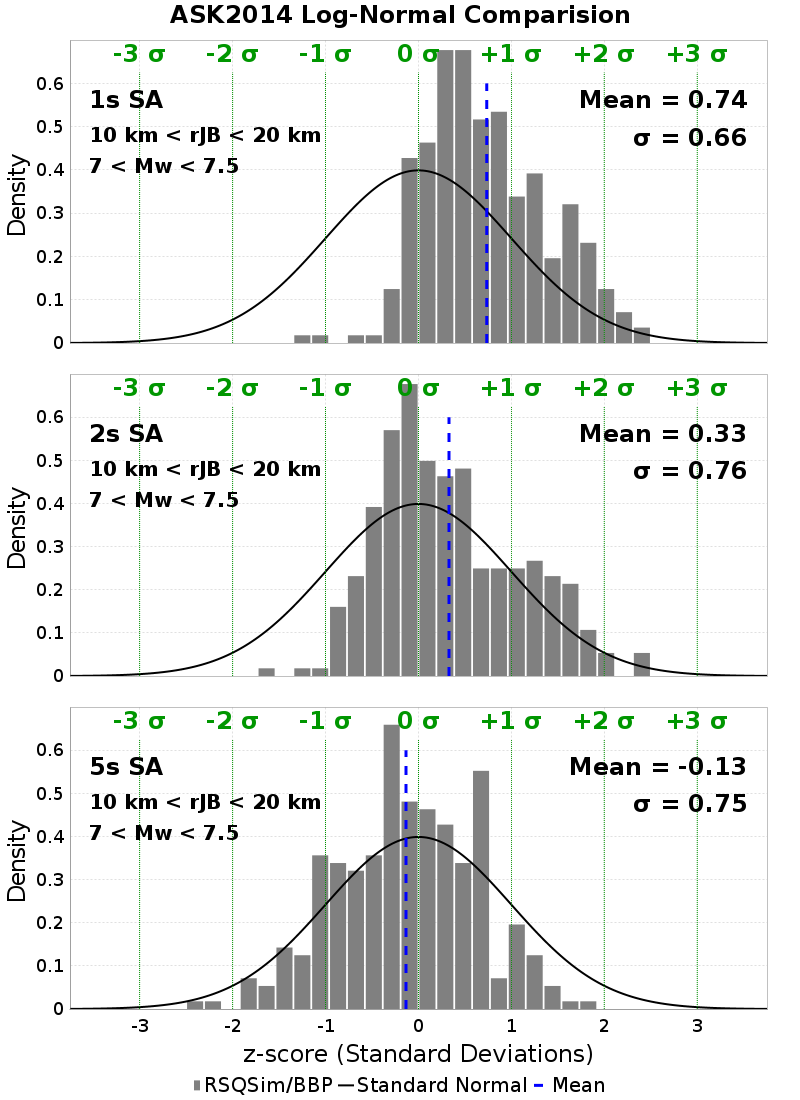 ASK2014 Log-Normal Comparision
-3 σ -2 σ -1 σ 0 σ +1 σ +2 σ +3 σ
1s SA
10 km < rJB < 20 km
7 < Mw < 7.5
Mean = 0.74
σ = 0.66
Density
0.6
0.5
0.4
0.3
0.2
0.1
0
-3 σ -2 σ -1 σ 0 σ +1 σ +2 σ +3 σ
2s SA
10 km < rJB < 20 km
7 < Mw < 7.5
Mean = 0.33
σ = 0.76
Density
0.6
0.5
0.4
0.3
0.2
0.1
0
-3 σ -2 σ -1 σ 0 σ +1 σ +2 σ +3 σ
5s SA
10 km < rJB < 20 km
7 < Mw < 7.5
Mean = -0.13
σ = 0.75
Density
0.6
0.5
0.4
0.3
0.2
0.1
0
-3 -2 -1 0 1 2 3
z-score (Standard Deviations)
RSQSim/BBP Standard Normal Mean